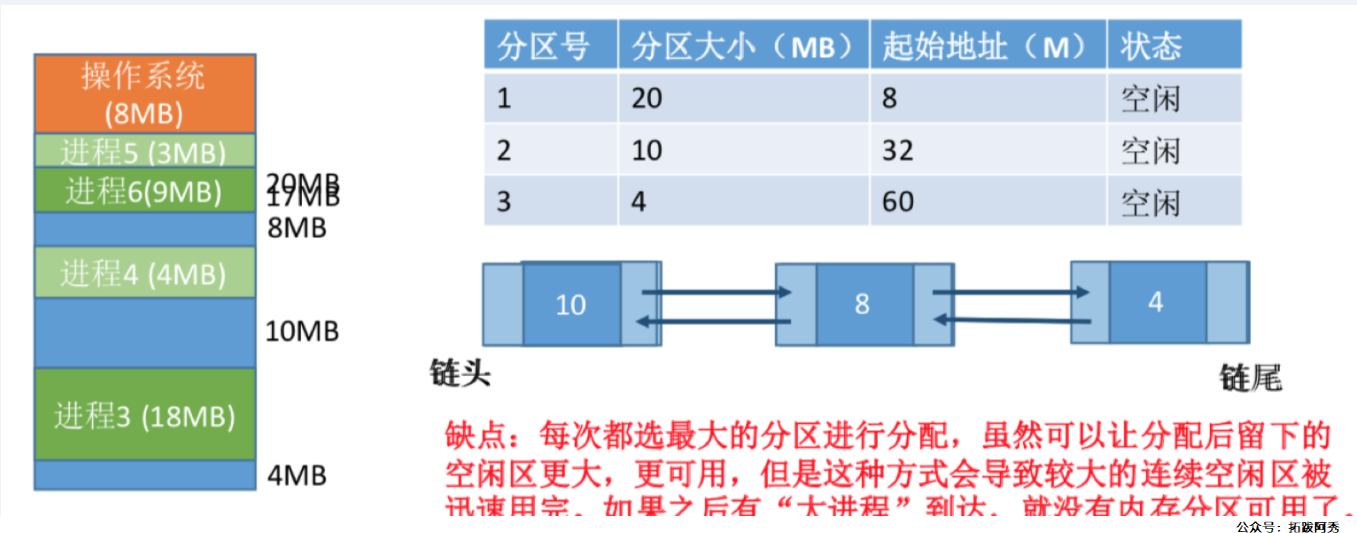 操作系统
(8MB)
进程5 (3MB)
进程6(9MB)
20MB
17MB
8MB
进程4 (4MB)
10MB
进程3 (18MB)
4MB
分区号 分区大小（MB） 起始地址（M） 状态
1 20 8 空闲
2 10 32 空闲
3 4 60 空闲
10 8 4
链头 链尾
缺点：每次都选最大的分区进行分配，虽然可以让分配后留下的
空闲区更大，更可用，但是这种方式会导致较大的连续空闲区被
迅速用完。如果之后有“大进程”到达，就没有内存分区可用了。
公众号：拓跋阿秀